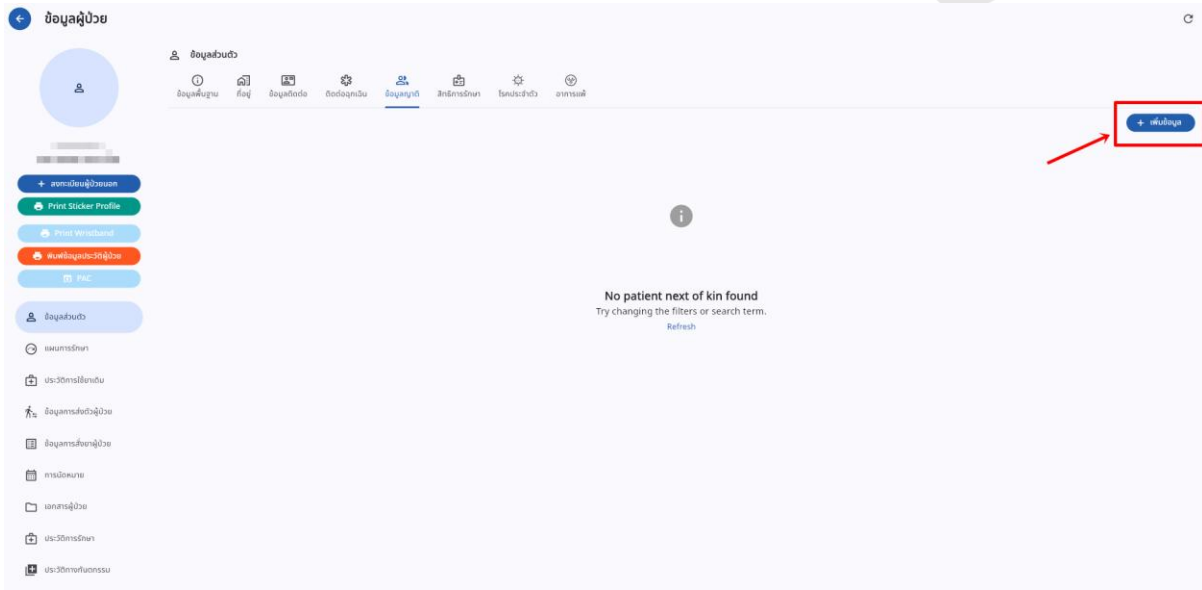 ข้อมูลผู้ป่วย
ข้อมูลส่วนตัว
ข้อมูลพื้นฐาน
ที่อยู่
ข้อมูลติดต่อ
ติดต่อฉุกเฉิน
ข้อมูลญาติ
สิทธิการรักษา
โรคประจำตัว
อาการแพ้
+ เพิ่มข้อมูล
+ ลงทะเบียนผู้ป่วยนอก
Print Sticker Profile
Print Wristband
พิมพ์ข้อมูลประวัติผู้ป่วย
PAC
No patient next of kin found
Try changing the filters or search term.
Refresh
ข้อมูลส่วนตัว
แผนการรักษา
ประวัติการใช้ยาเดิม
ข้อมูลการส่งตัวผู้ป่วย
ข้อมูลการสั่งยาผู้ป่วย
การนัดหมาย
เอกสารผู้ป่วย
ประวัติการรักษา
ประวัติทางทันตกรรม